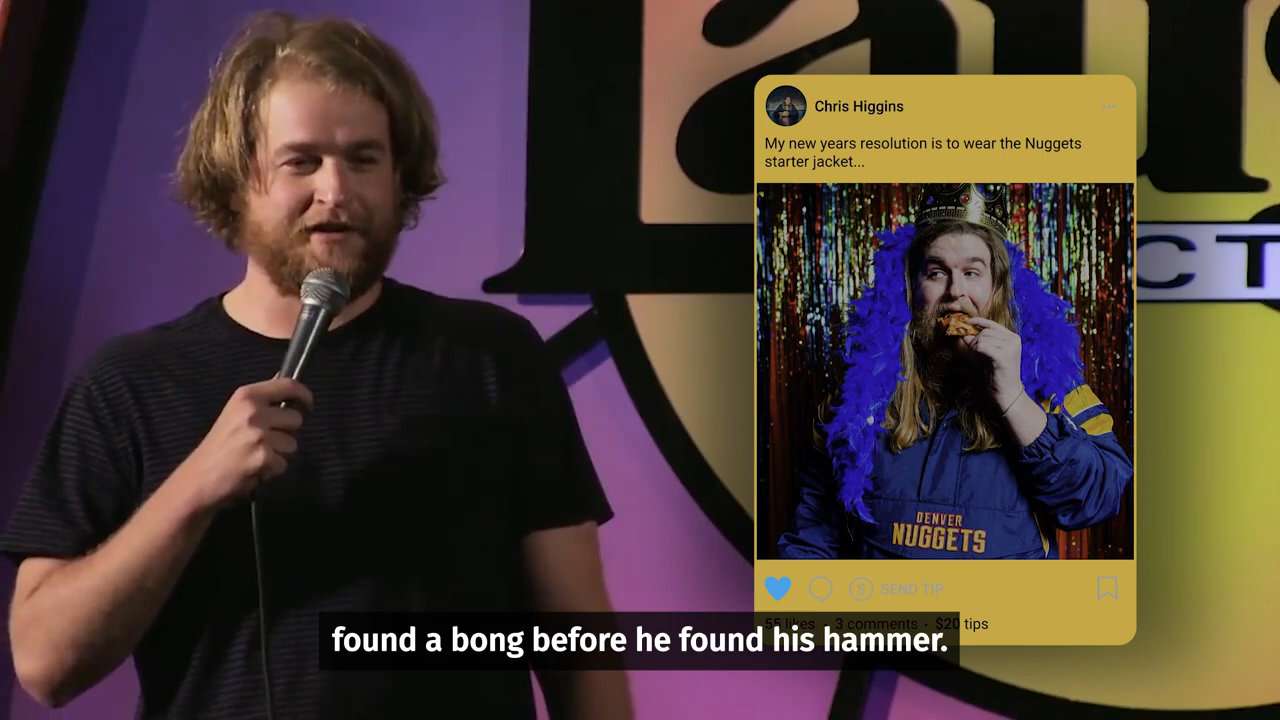 Chris Higgins
My new years resolution is to wear the Nuggets
starter jacket...
DENVER
NUGGETS
SEND TIP
55 likes · 3 comments · $20 tips
found a bong before he found his hammer.